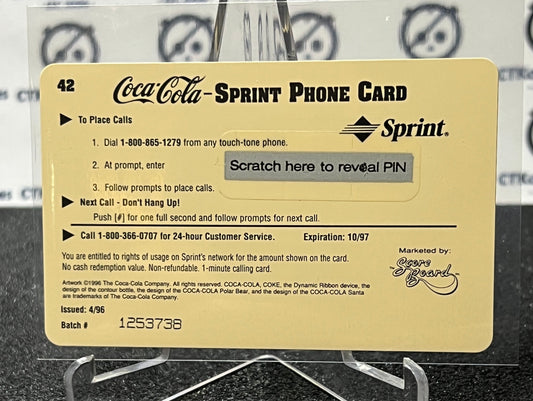 42
Coca-Cola - SPRINT PHONE CARD
To Place Calls
Sprint®
1. Dial 1-800-865-1279 from any touch-tone phone.
2. At prompt, enter
Scratch here to reveal PIN
3. Follow prompts to place calls.
Next Call - Don't Hang Up!
Push [#] for one full second and follow prompts for next call.
Call 1-800-366-0707 for 24-hour Customer Service. Expiration: 10/97
You are entitled to rights of usage on Sprint's network for the amount shown on the card.
No cash redemption value. Non-refundable. 1-minute calling card.
Marketed by:
Score Board
Artwork ©1996 The Coca-Cola Company. All rights reserved. COCA-COLA, COKE, the Dynamic Ribbon device, the
design of the contour bottle, the design of the COCA-COLA Polar Bear, and the design of the COCA-COLA Santa
are trademarks of The Coca-Cola Company.
Issued: 4/96
Batch # 1253738